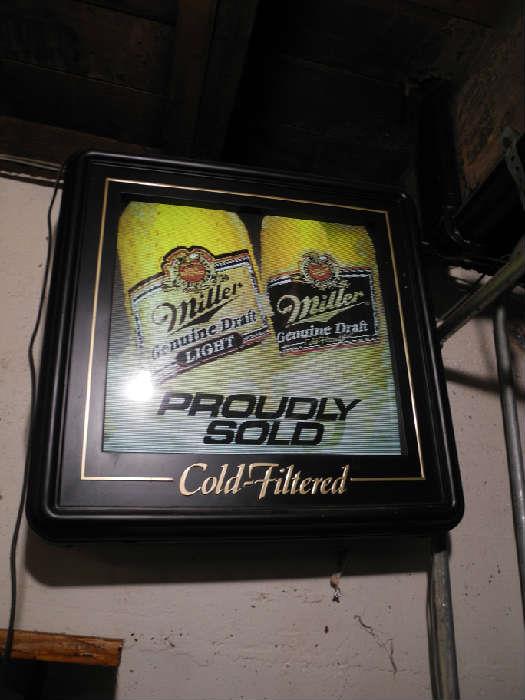 Miller
Genuine Draft
LIGHT
Miller
Genuine Draft
PROUDLY
SOLD
Cold-Filtered